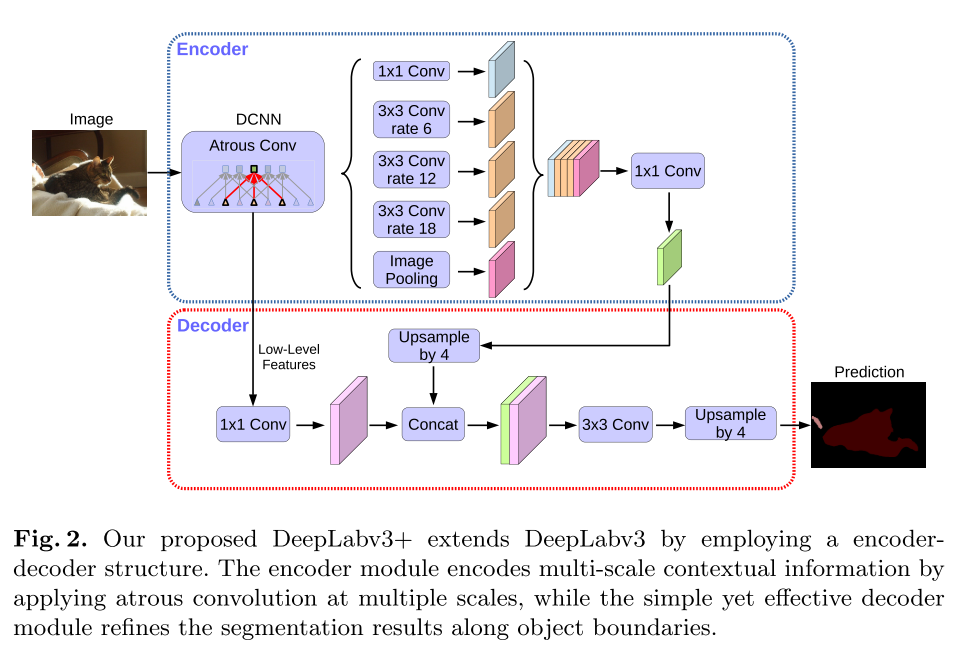 Encoder
Image
DCNN
Atrous Conv
1x1 Conv
3x3 Conv
rate 6
3x3 Conv
rate 12
3x3 Conv
rate 18
Image
Pooling
1x1 Conv
Decoder
Low-Level
Features
Upsample
by 4
1x1 Conv
Concat
3x3 Conv
Upsample
by 4
Prediction
Fig. 2. Our proposed DeepLabv3+ extends DeepLabv3 by employing a encoder-
decoder structure. The encoder module encodes multi-scale contextual information by
applying atrous convolution at multiple scales, while the simple yet effective decoder
module refines the segmentation results along object boundaries.